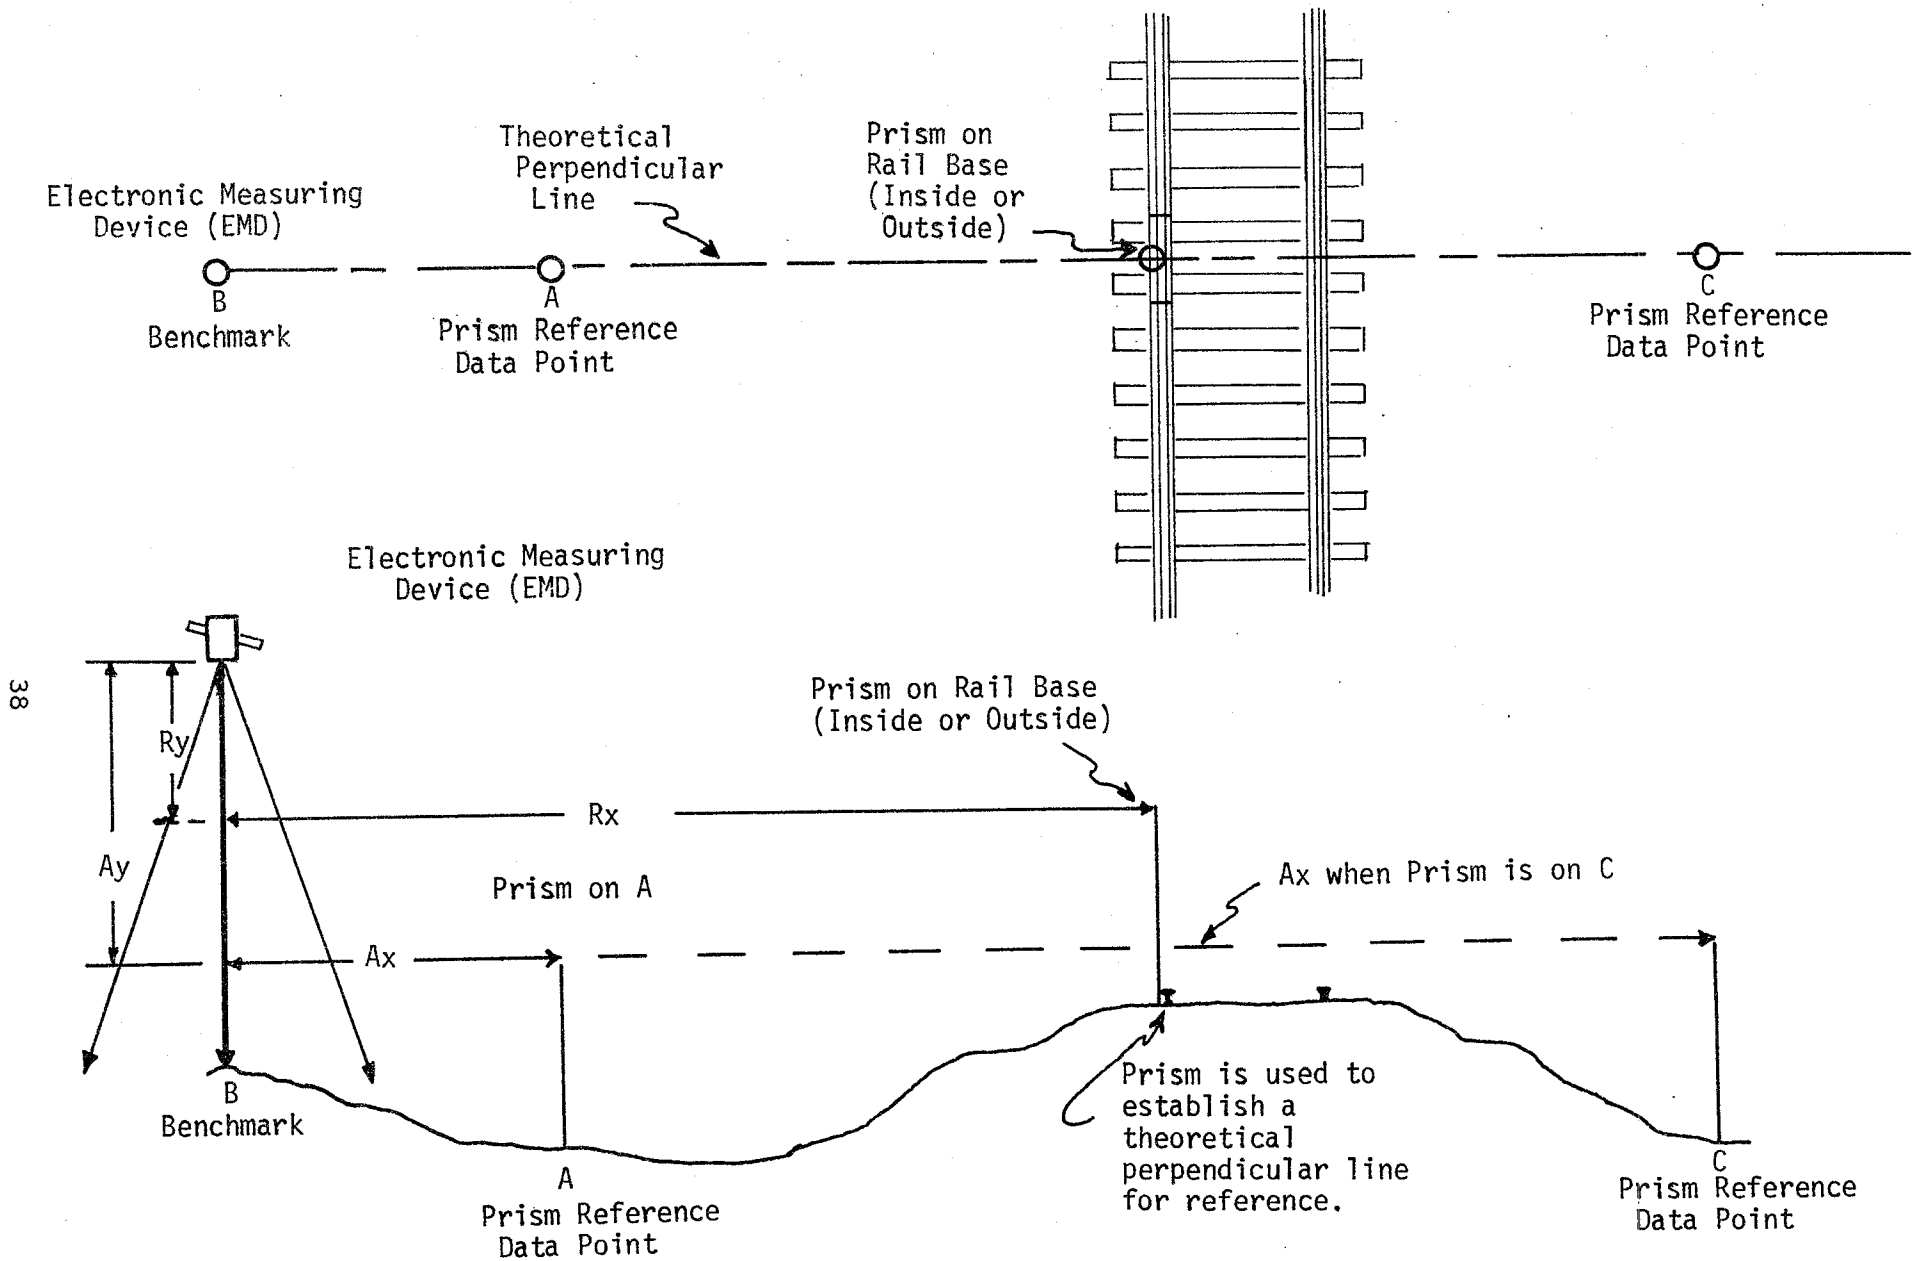 Theoretical
Perpendicular
Line
Prism on
Rail Base
(Inside or
Outside)
Electronic Measuring
Device (EMD)
B
Benchmark
A
Prism Reference
Data Point
C
Prism Reference
Data Point
Electronic Measuring
Device (EMD)
38
Ry
Ay
Prism on Rail Base
(Inside or Outside)
Rx
Prism on A
Ax when Prism is on C
Ax
B
Benchmark
Prism is used to
establish a
theoretical
perpendicular line
for reference.
A
Prism Reference
Data Point
C
Prism Reference
Data Point